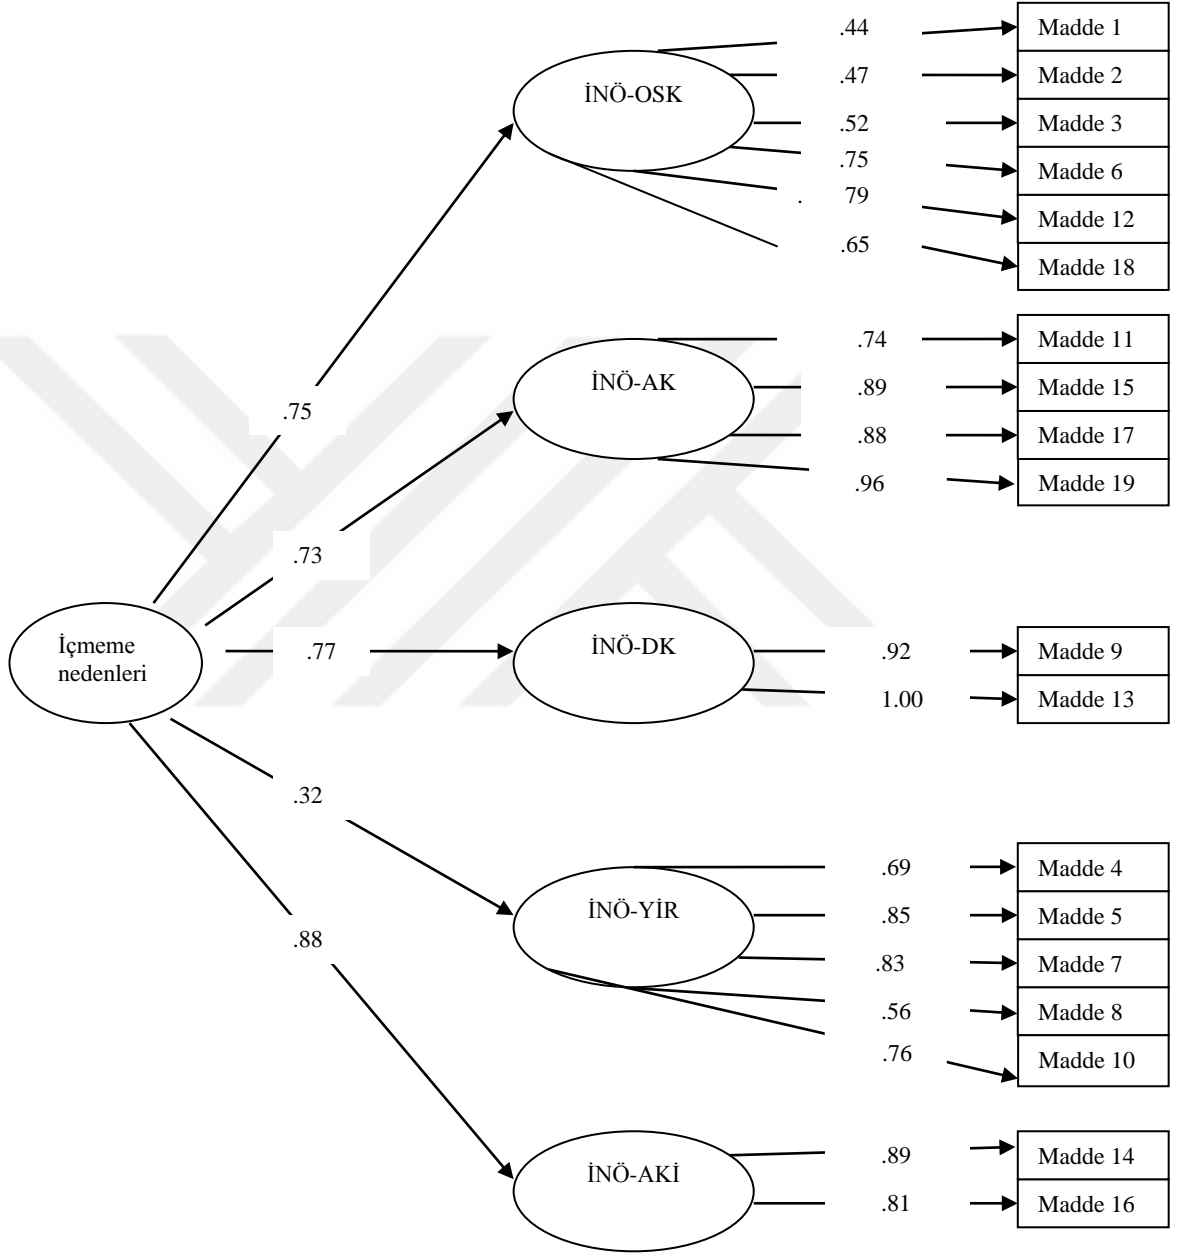 .44
Madde 1
İNÖ-OSK
.47
Madde 2
.52
Madde 3
.75
Madde 6
. 79
Madde 12
.65
Madde 18
.75
İNÖ-AK
.74
Madde 11
.89
Madde 15
.88
Madde 17
.96
Madde 19
.73
İçmeme
nedenleri
.77
İNÖ-DK
.92
Madde 9
1.00
Madde 13
.32
İNÖ-YİR
.69
Madde 4
.85
Madde 5
.83
Madde 7
.56
Madde 8
.76
Madde 10
.88
İNÖ-AKİ
.89
Madde 14
.81
Madde 16